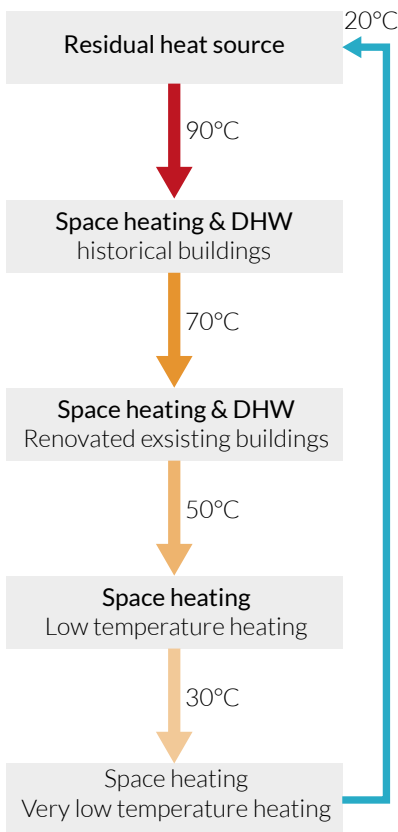 20°C
Residual heat source
90°C
Space heating & DHW
historical buildings
70°C
Space heating & DHW
Renovated exsisting buildings
50°C
Space heating
Low temperature heating
30°C
Space heating
Very low temperature heating